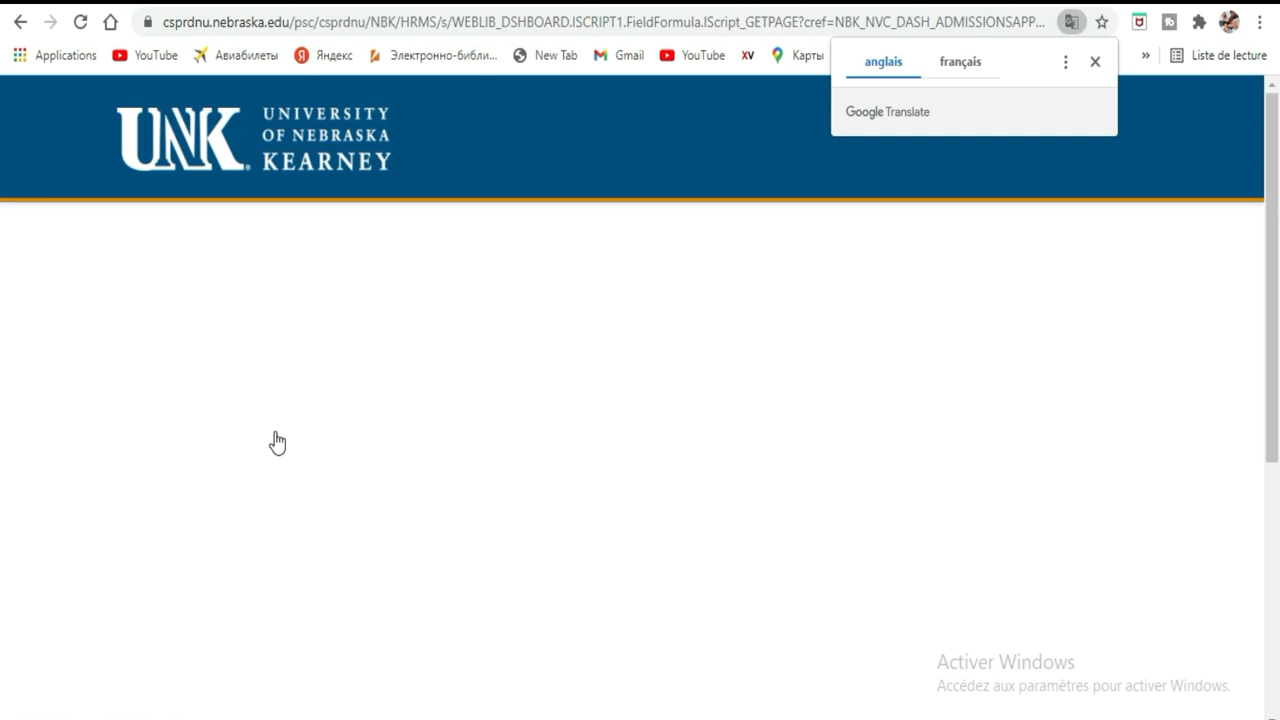 csprdnu.nebraska.edu/psc/csprdnu/NBK/HRMS/s/WEBLIB_DSHBOARD.ISCRIPT1.FieldFormula.IScript_GETPAGE?cref=NBK_NVC_DASH_ADMISSIONSAPP...
Applications YouTube Авиабилеты Яндекс Электронно-библи... New Tab Gmail YouTube XV Карты » Liste de lecture
anglais français
Google Translate
UNK UNIVERSITY
OF NEBRASKA
KEARNEY
Activer Windows
Accédez aux paramètres pour activer Windows.